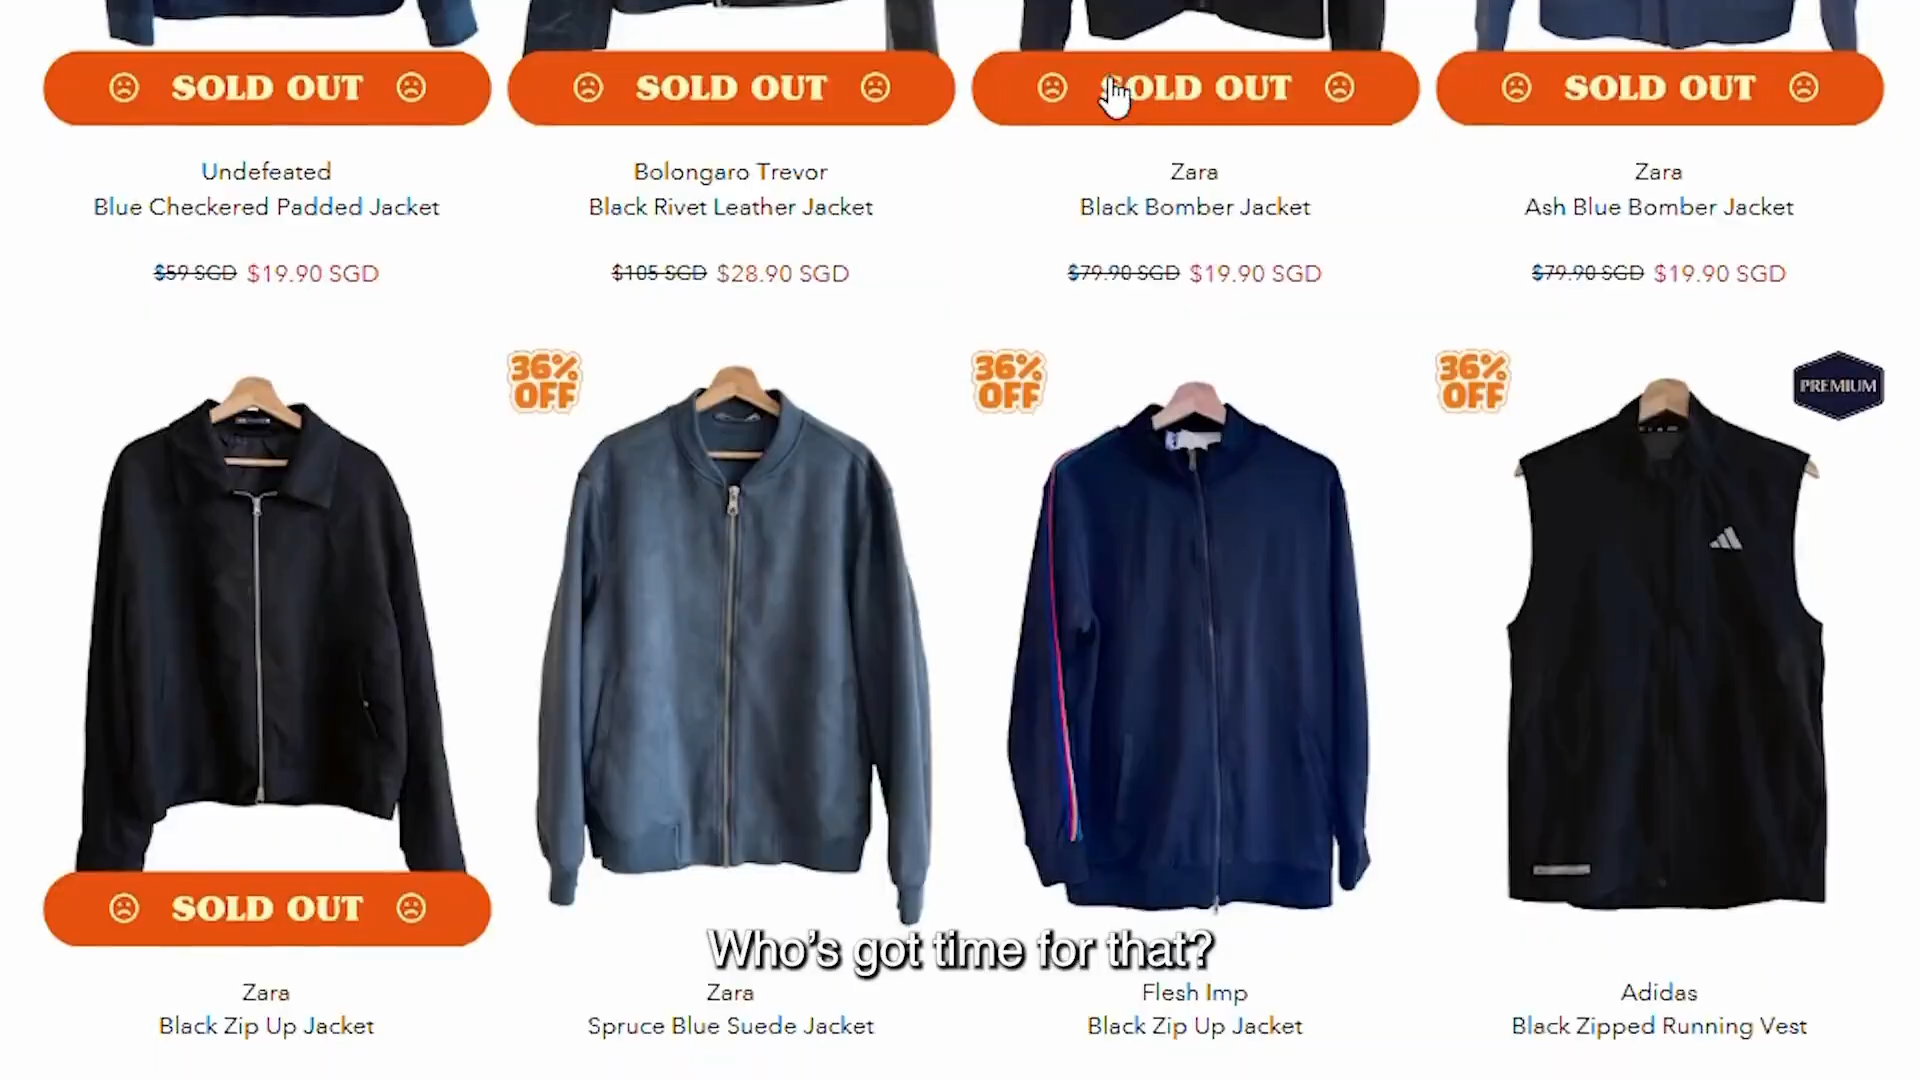 SOLD OUT
SOLD OUT
SOLD OUT
SOLD OUT
Undefeated
Blue Checkered Padded Jacket
$59 SGD $19.90 SGD
Bolongaro Trevor
Black Rivet Leather Jacket
$105 SGD $28.90 SGD
Zara
Black Bomber Jacket
$79.90 SGD $19.90 SGD
Zara
Ash Blue Bomber Jacket
$79.90 SGD $19.90 SGD
36%
OFF
36%
OFF
36%
OFF
PREMIUM
SOLD OUT
Who's got time for that?
Zara
Black Zip Up Jacket
Zara
Spruce Blue Suede Jacket
Flesh Imp
Black Zip Up Jacket
Adidas
Black Zipped Running Vest